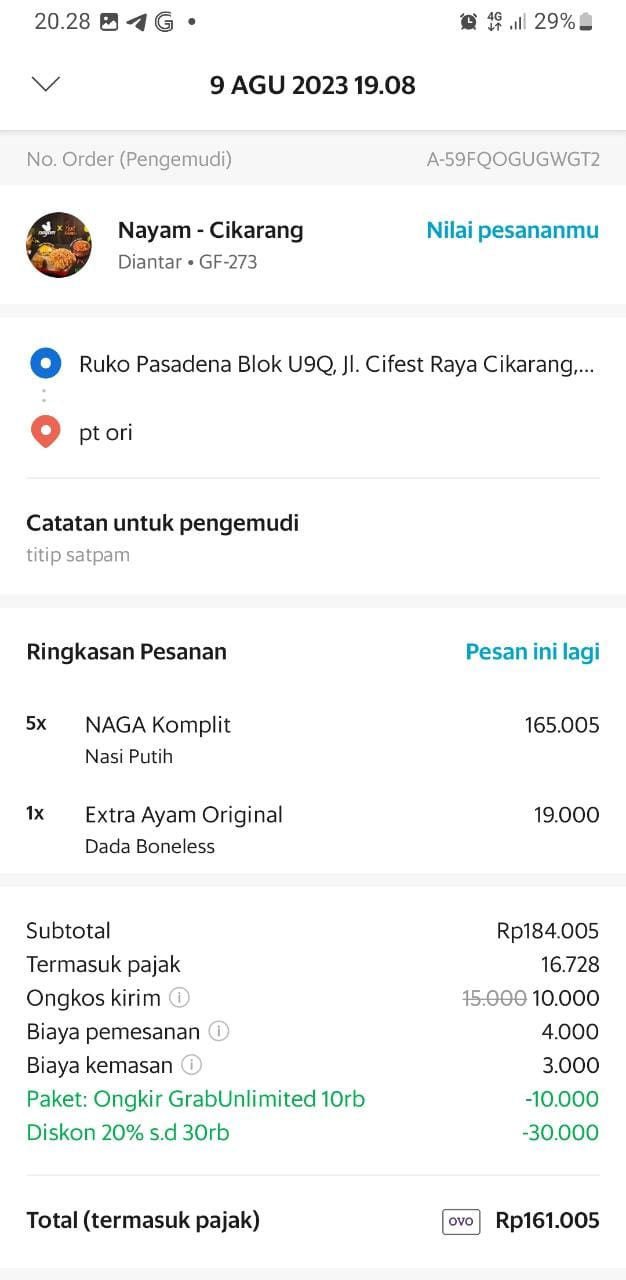 20.28 4G 29%
9 AGU 2023 19.08
No. Order (Pengemudi) A-59FQOGUGWGT2
Nayam - Cikarang Nilai pesananmu
Diantar • GF-273
Ruko Pasadena Blok U9Q, Jl. Cifest Raya Cikarang,...
pt ori
Catatan untuk pengemudi
titip satpam
Ringkasan Pesanan Pesan ini lagi
5x NAGA Komplit 165.005
Nasi Putih
1x Extra Ayam Original 19.000
Dada Boneless
Subtotal Rp184.005
Termasuk pajak 16.728
Ongkos kirim 15.000 10.000
Biaya pemesanan 4.000
Biaya kemasan 3.000
Paket: Ongkir GrabUnlimited 10rb -10.000
Diskon 20% s.d 30rb -30.000
Total (termasuk pajak) OVO Rp161.005